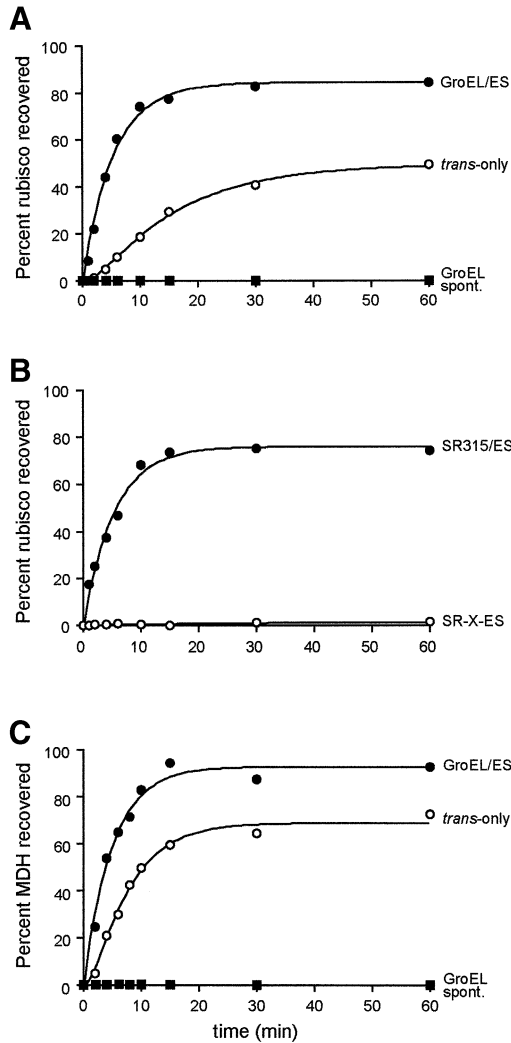 A
Percent rubisco recovered
100
80
60
40
20
0
0 10 20 30 40 50 60
GroEL/ES
trans-only
GroEL
spont.
B
Percent rubisco recovered
100
80
60
40
20
0
0 10 20 30 40 50 60
SR315/ES
SR-X-ES
C
Percent MDH recovered
100
80
60
40
20
0
0 10 20 30 40 50 60
GroEL/ES
trans-only
GroEL
spont.
time (min)